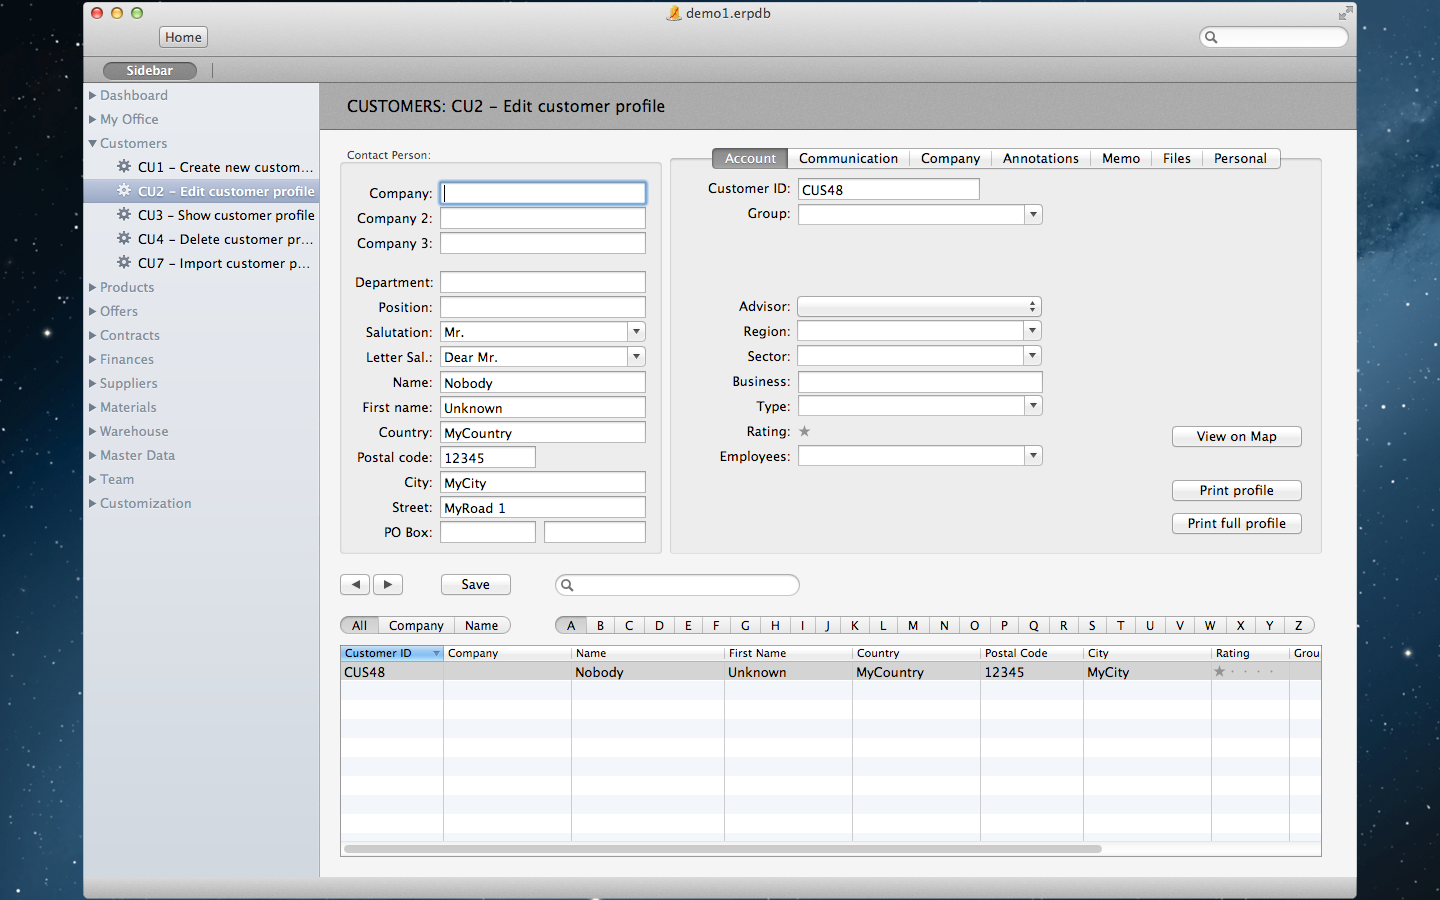 demo1.erpdb
Home
Sidebar
Dashboard
My Office
Customers
CU1 – Create new custom...
CU2 – Edit customer profile
CU3 – Show customer profile
CU4 – Delete customer pr...
CU7 – Import customer p...
Products
Offers
Contracts
Finances
Suppliers
Materials
Warehouse
Master Data
Team
Customization
CUSTOMERS: CU2 – Edit customer profile
Contact Person:
Company:
Company 2:
Company 3:
Department:
Position:
Salutation: Mr.
Letter Sal.: Dear Mr.
Name: Nobody
First name: Unknown
Country: MyCountry
Postal code: 12345
City: MyCity
Street: MyRoad 1
PO Box:
Account Communication Company Annotations Memo Files Personal
Customer ID: CUS48
Group:
Advisor:
Region:
Sector:
Business:
Type:
Rating: ★
Employees:
View on Map
Print profile
Print full profile
Save
All Company Name
A B C D E F G H I J K L M N O P Q R S T U V W X Y Z
Customer ID Company Name First Name Country Postal Code City Rating Grou
CUS48 Nobody Unknown MyCountry 12345 MyCity ★ · · · ·